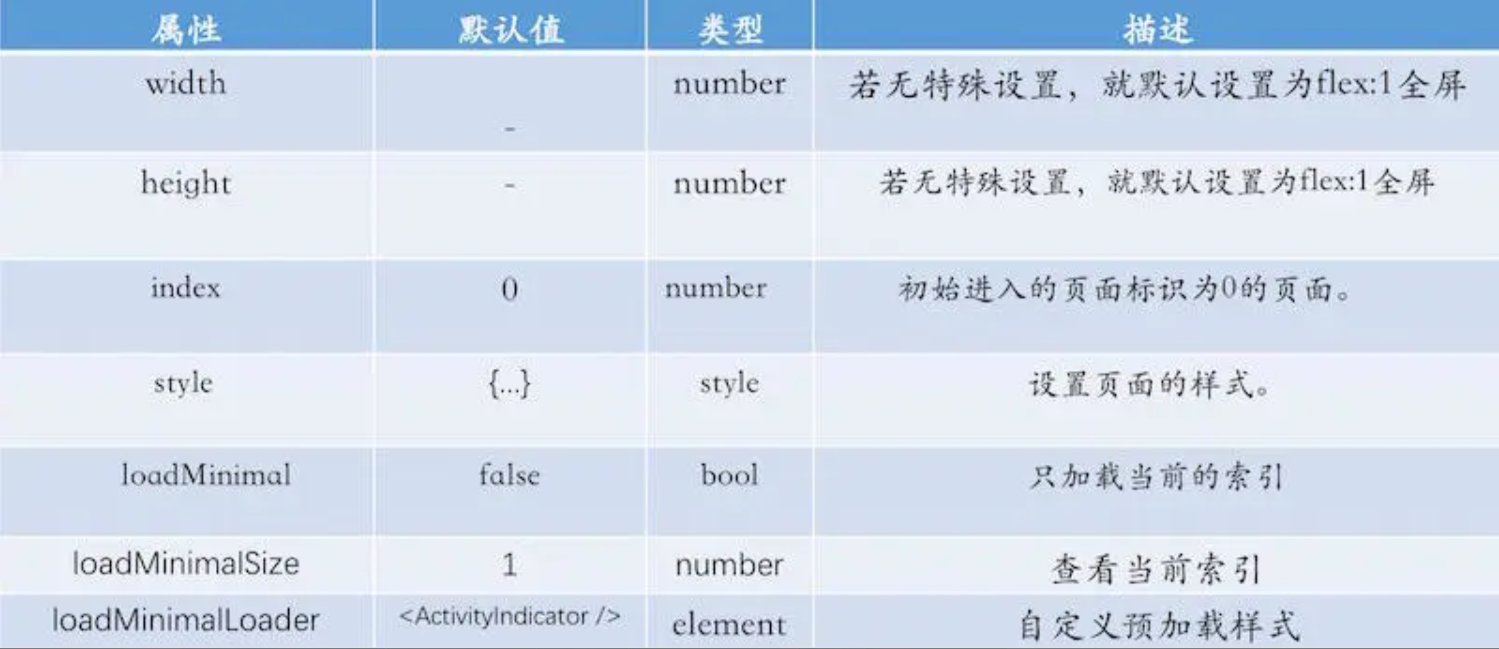 属性 默认值 类型 描述
width - number 若无特殊设置，就默认设置为flex:1全屏
height - number 若无特殊设置，就默认设置为flex:1全屏
index 0 number 初始进入的页面标识为0的页面。
style {...} style 设置页面的样式。
loadMinimal false bool 只加载当前的索引
loadMinimalSize 1 number 查看当前索引
loadMinimalLoader <ActivityIndicator /> element 自定义预加载样式